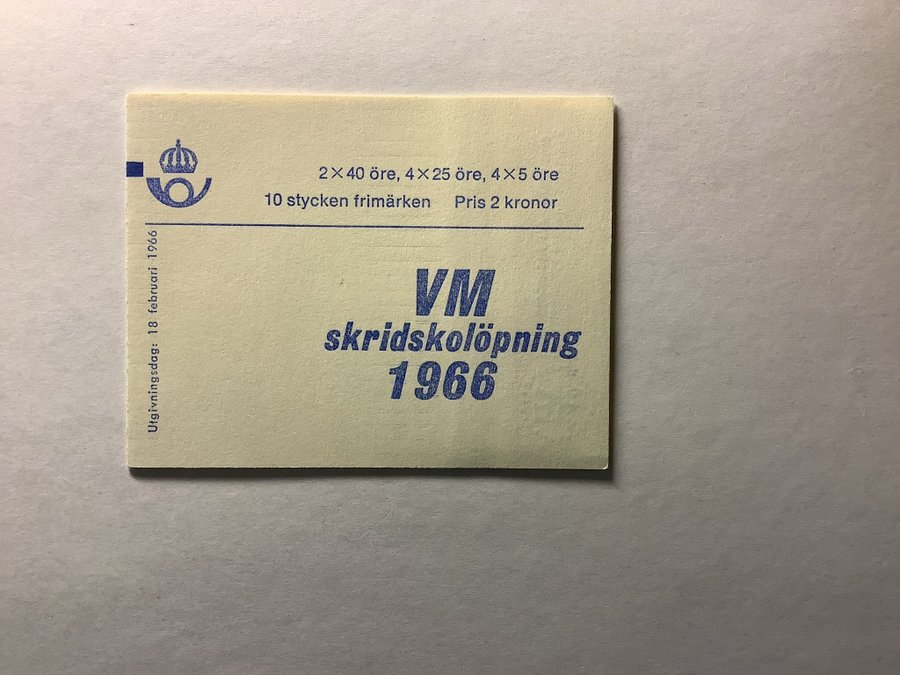 2×40 öre, 4×25 öre, 4×5 öre
10 stycken frimärken Pris 2 kronor
Utgivningsdag: 18 februari 1966
VM
skridskolöpning
1966